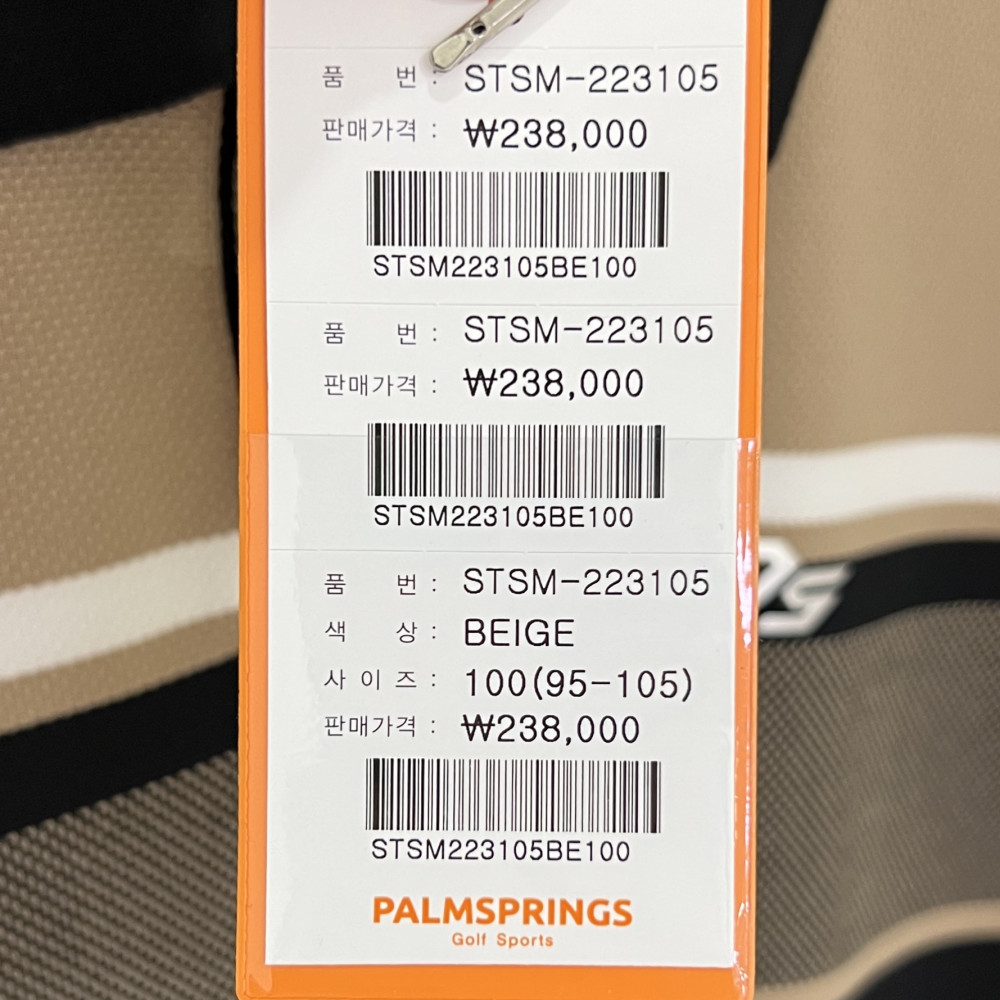 품 번 : STSM-223105
판매가격 : ₩238,000
STSM223105BE100
품 번 : STSM-223105
판매가격 : ₩238,000
STSM223105BE100
품 번 : STSM-223105
색 상 : BEIGE
사 이 즈 : 100(95-105)
판매가격 : ₩238,000
STSM223105BE100
PALMSPRINGS
Golf Sports